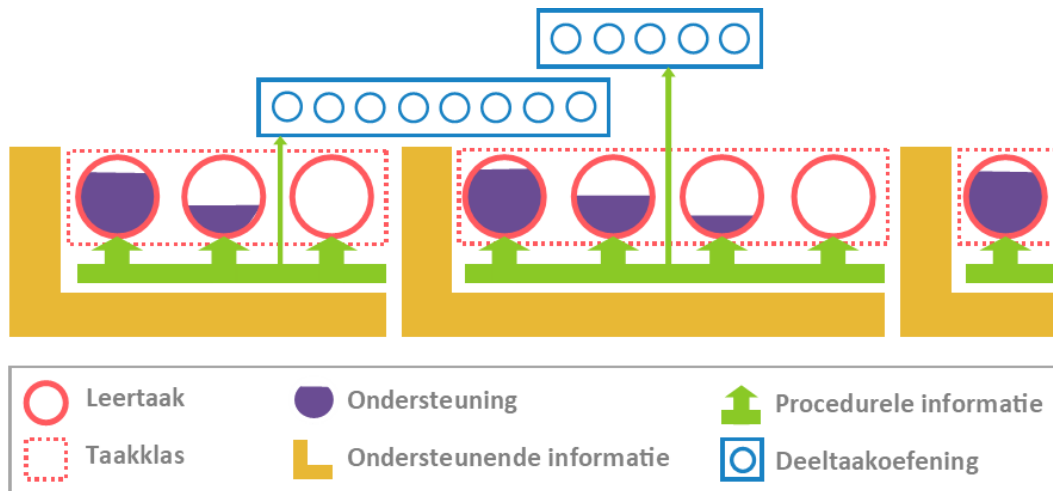 Leertaak
Ondersteuning
Procedurele informatie
Taakklas
Ondersteunende informatie
Deeltaakoefening